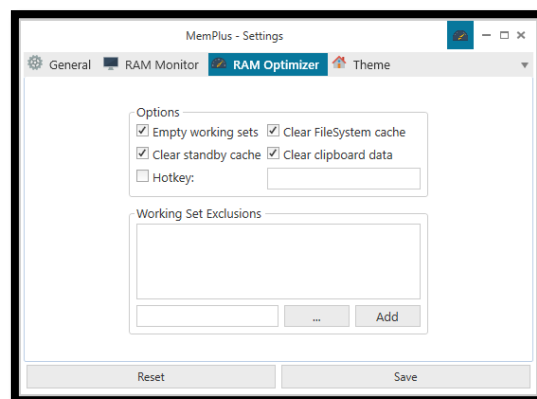 MemPlus - Settings
General RAM Monitor RAM Optimizer Theme
Options
Empty working sets Clear FileSystem cache
Clear standby cache Clear clipboard data
Hotkey:
Working Set Exclusions
... Add
Reset Save